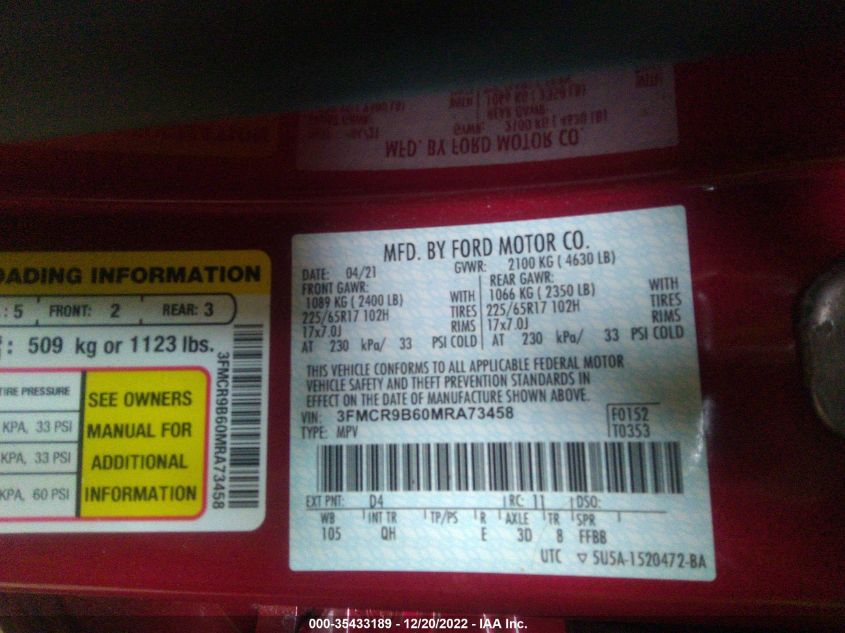 MFD. BY FORD MOTOR CO.
DATE: 04/21 GVWR: 2100 KG ( 4630 LB)
FRONT GAWR: REAR GAWR:
1089 KG ( 2400 LB) WITH 1066 KG ( 2350 LB) WITH
225/65R17 102H TIRES 225/65R17 102H TIRES
17x7.0J RIMS 17x7.0J RIMS
AT 230 kPa/ 33 PSI COLD AT 230 kPa/ 33 PSI COLD
THIS VEHICLE CONFORMS TO ALL APPLICABLE FEDERAL MOTOR
VEHICLE SAFETY AND THEFT PREVENTION STANDARDS IN
EFFECT ON THE DATE OF MANUFACTURE SHOWN ABOVE.
VIN: 3FMCR9B60MRA73458 F0152
TYPE: MPV T0353
EXT PNT: D4 RC: 11 DSO:
WB INT TR TP/PS R AXLE TR SPR
105 QH E 3D 8 FFBB
UTC ▽ 5U5A-1520472-BA
OADING INFORMATION
: 5 FRONT: 2 REAR: 3
: 509 kg or 1123 lbs.
3FMCR9B60MRA73458
TIRE PRESSURE
KPA, 33 PSI
KPA, 33 PSI
KPA, 60 PSI
SEE OWNERS
MANUAL FOR
ADDITIONAL
INFORMATION
000-35433189 - 12/20/2022 - IAA Inc.